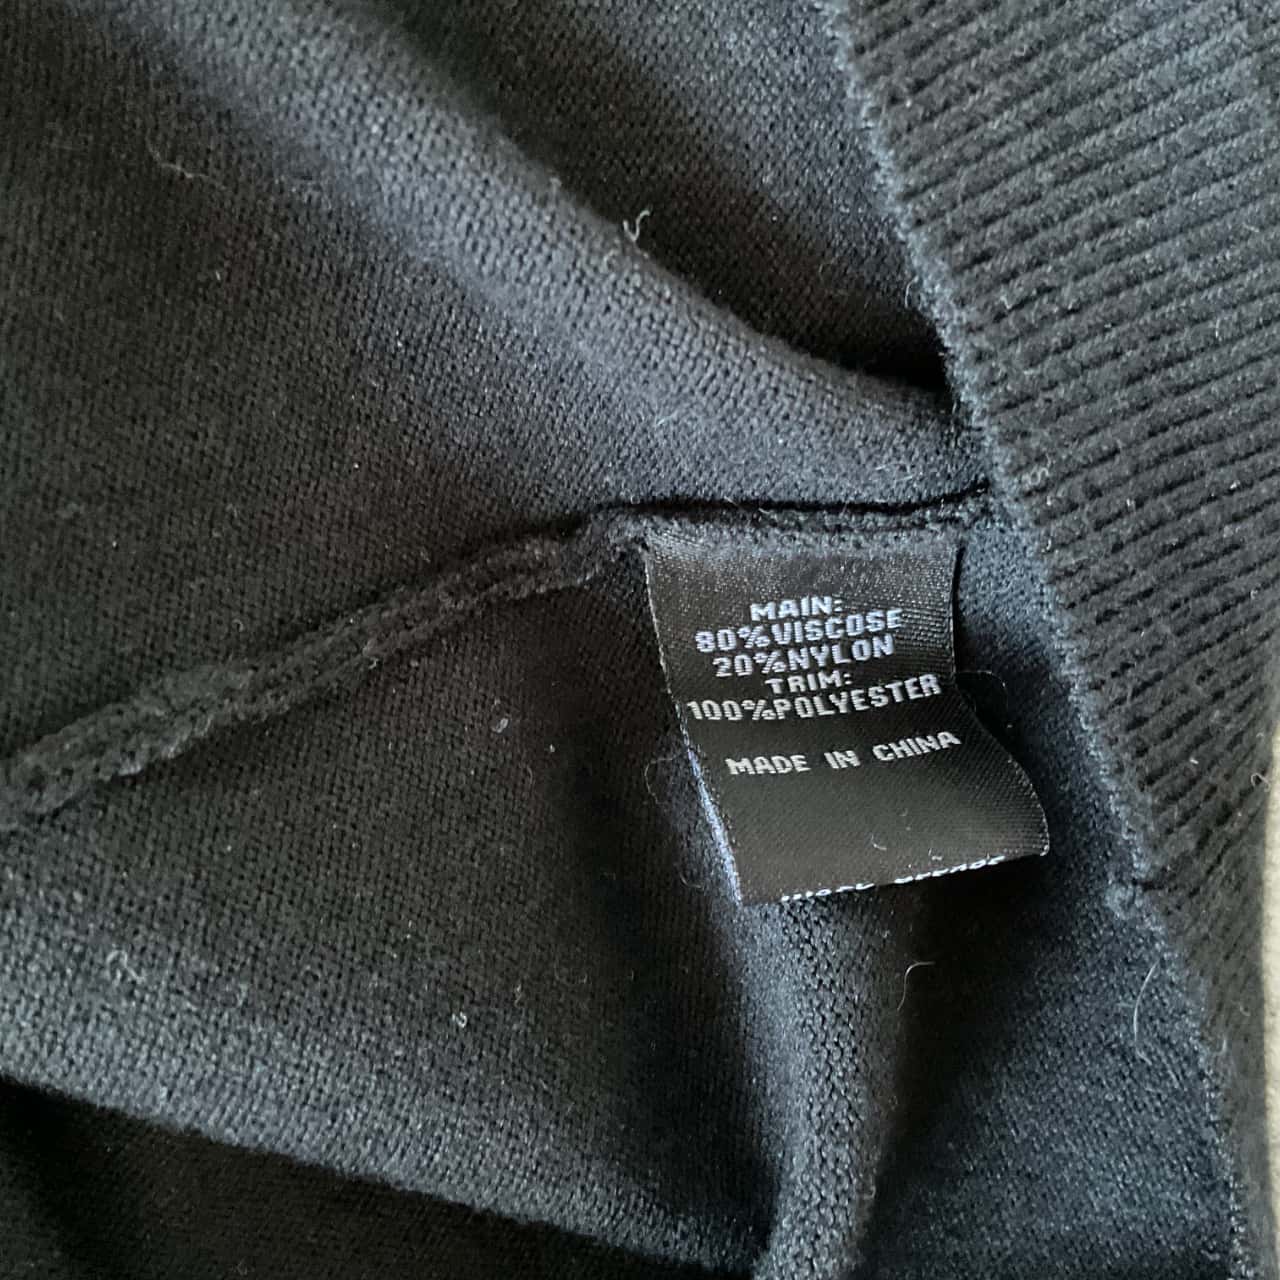 MAIN:
80%VISCOSE
20%NYLON
TRIM:
100%POLYESTER
MADE IN CHINA